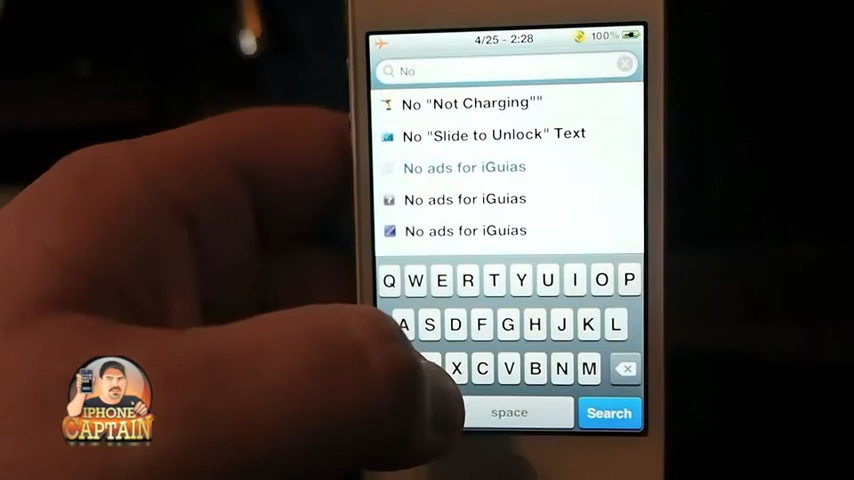 4/25 - 2:28
100%
No
No "Not Charging""
No "Slide to Unlock" Text
No ads for iGuias
No ads for iGuias
No ads for iGuias
Q W E R T Y U I O P
A S D F G H J K L
X C V B N M
space
Search
IPHONE
CAPTAIN